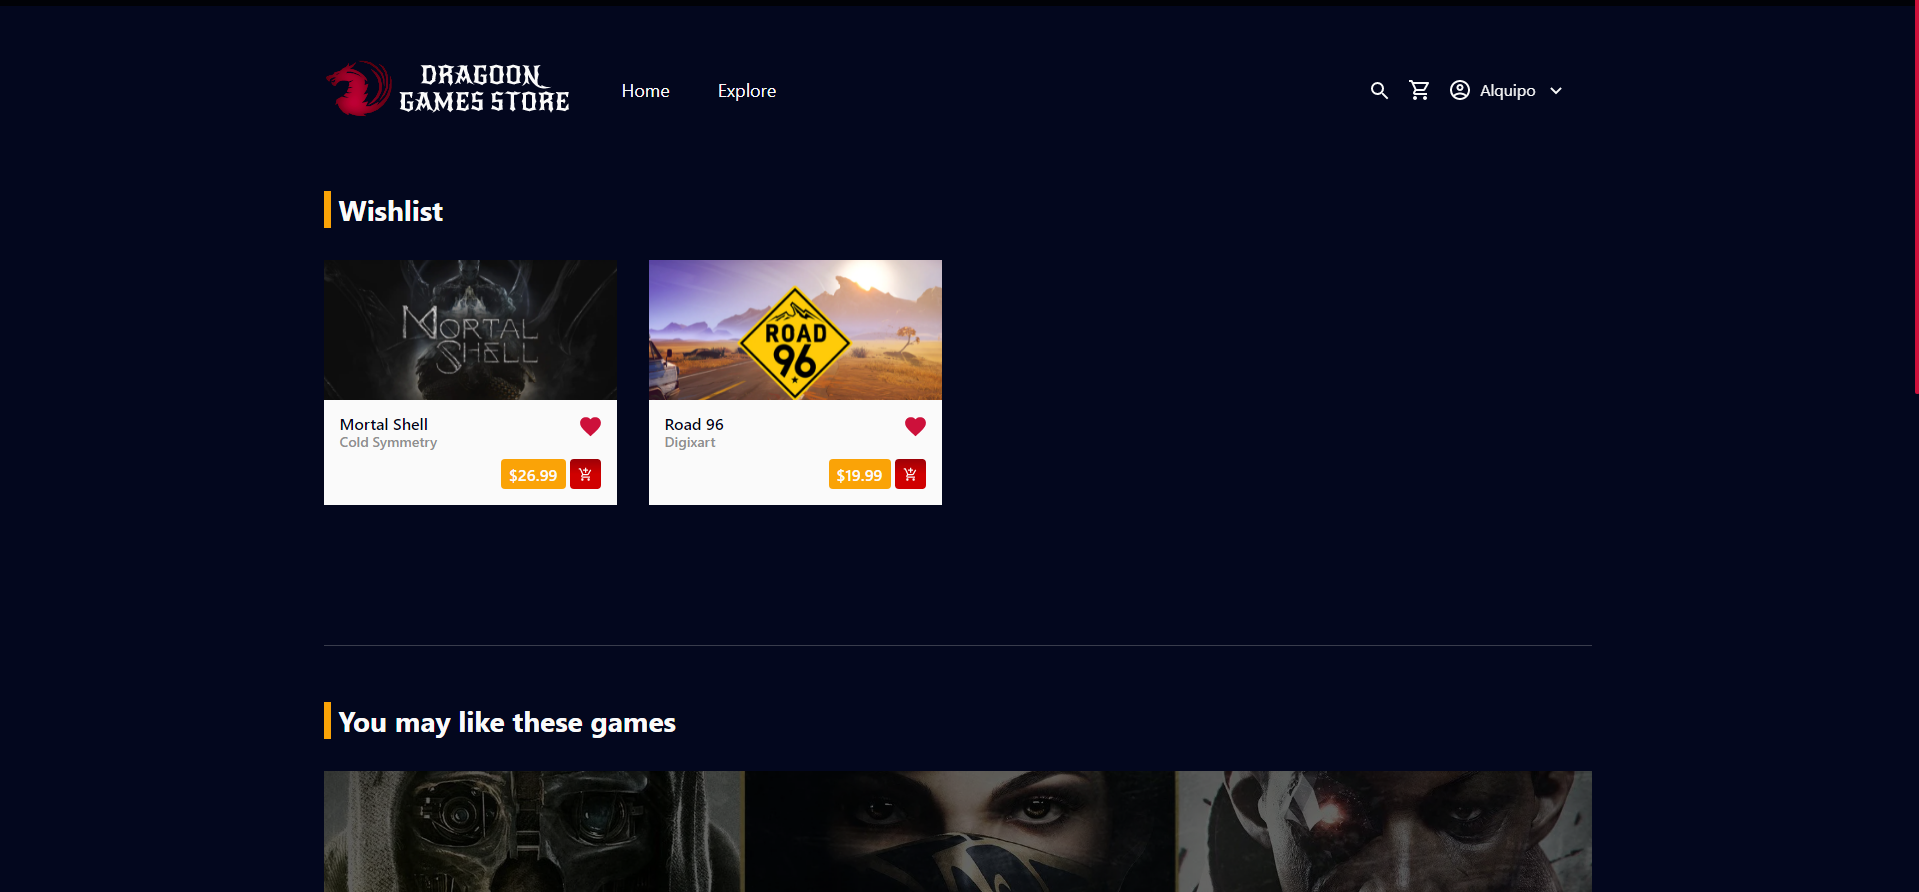 DRAGOON
GAMES STORE
Home
Explore
Alquipo
Wishlist
MORTAL
SHELL
ROAD
96
Mortal Shell
Cold Symmetry
$26.99
Road 96
Digixart
$19.99
You may like these games